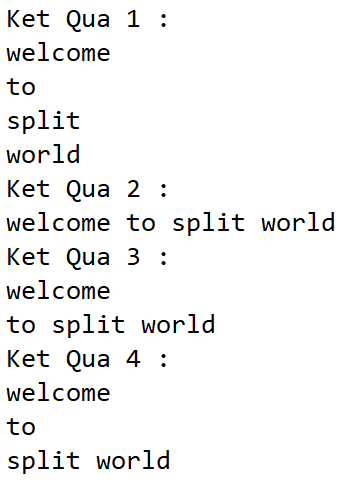 Ket Qua 1 :
welcome
to
split
world
Ket Qua 2 :
welcome to split world
Ket Qua 3 :
welcome
to split world
Ket Qua 4 :
welcome
to
split world